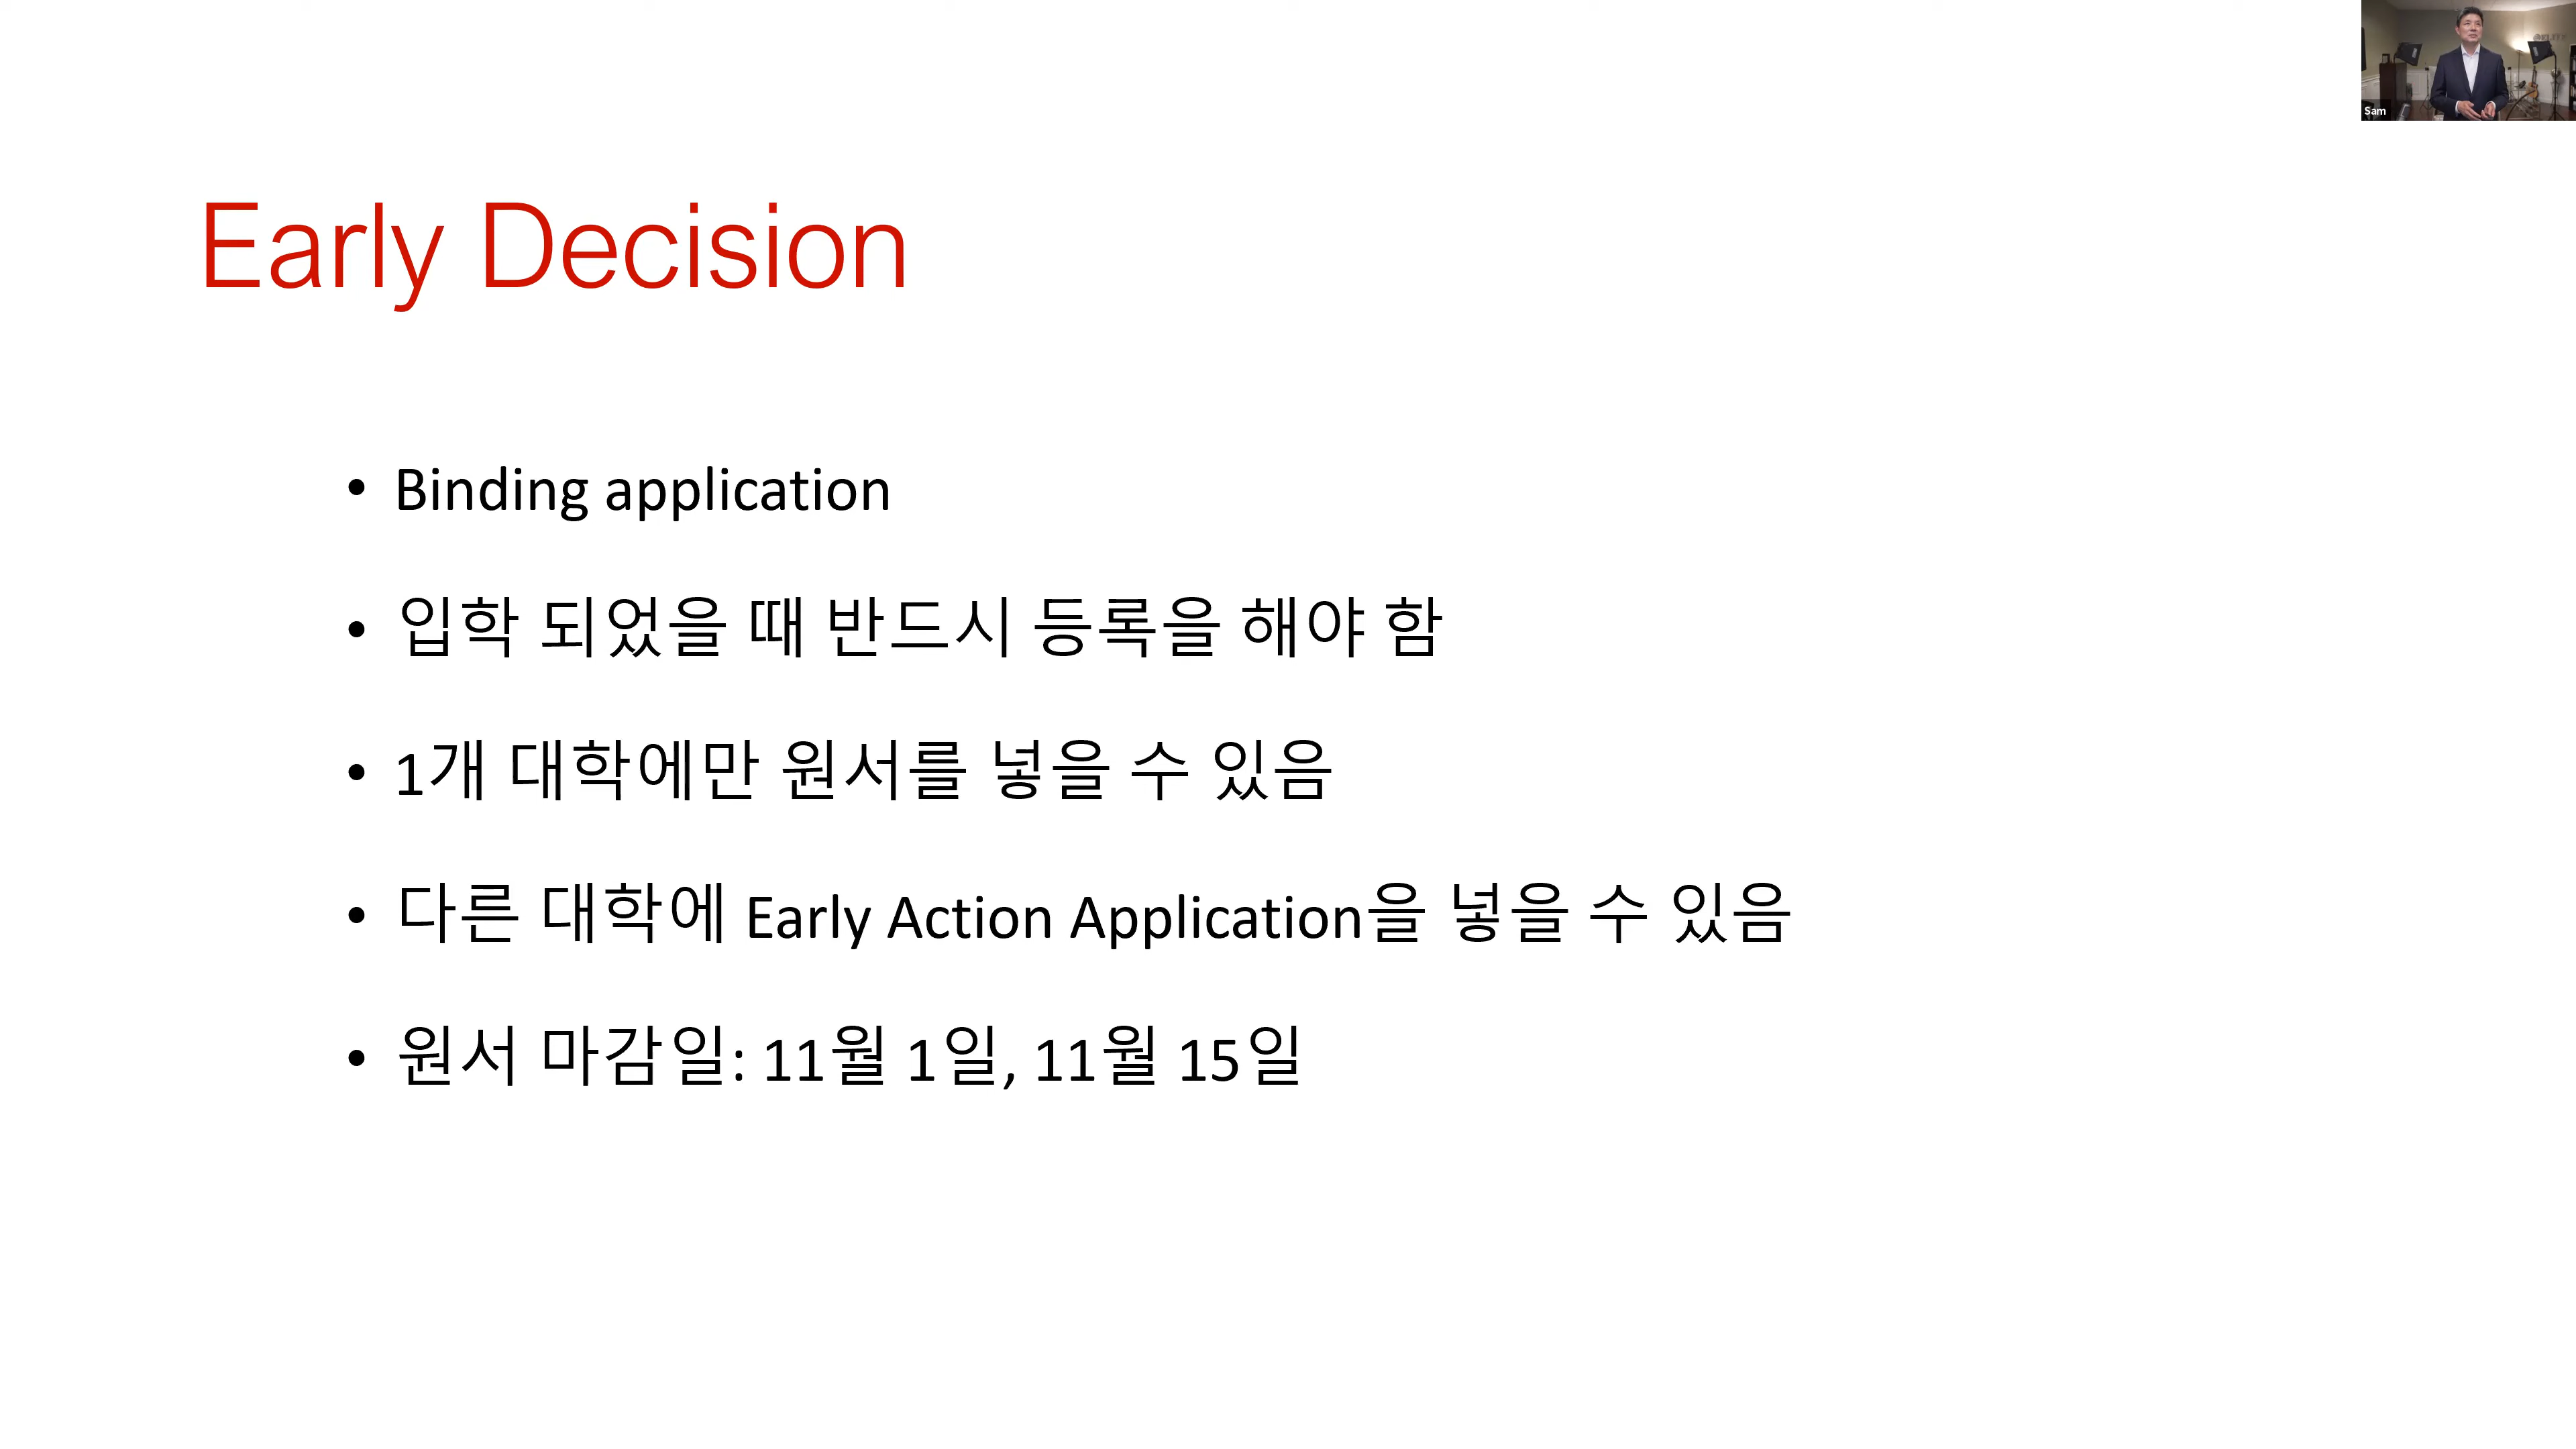 Sam
Early Decision
• Binding application
• 입학 되었을 때 반드시 등록을 해야 함
• 1개 대학에만 원서를 넣을 수 있음
• 다른 대학에 Early Action Application을 넣을 수 있음
• 원서 마감일: 11월 1일, 11월 15일